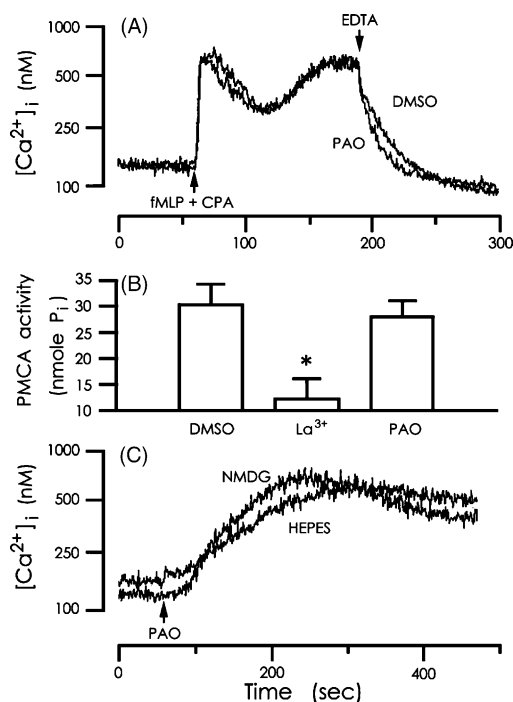 (A)
EDTA
1000
500
250
100
[Ca²⁺]ᵢ (nM)
DMSO
PAO
fMLP + CPA
0 100 200 300
(B)
35
30
25
20
15
10
PMCA activity
(nmole Pᵢ)
*
DMSO La³⁺ PAO
(C)
1000
500
250
100
[Ca²⁺]ᵢ (nM)
NMDG
HEPES
PAO
0 200 400
Time (sec)